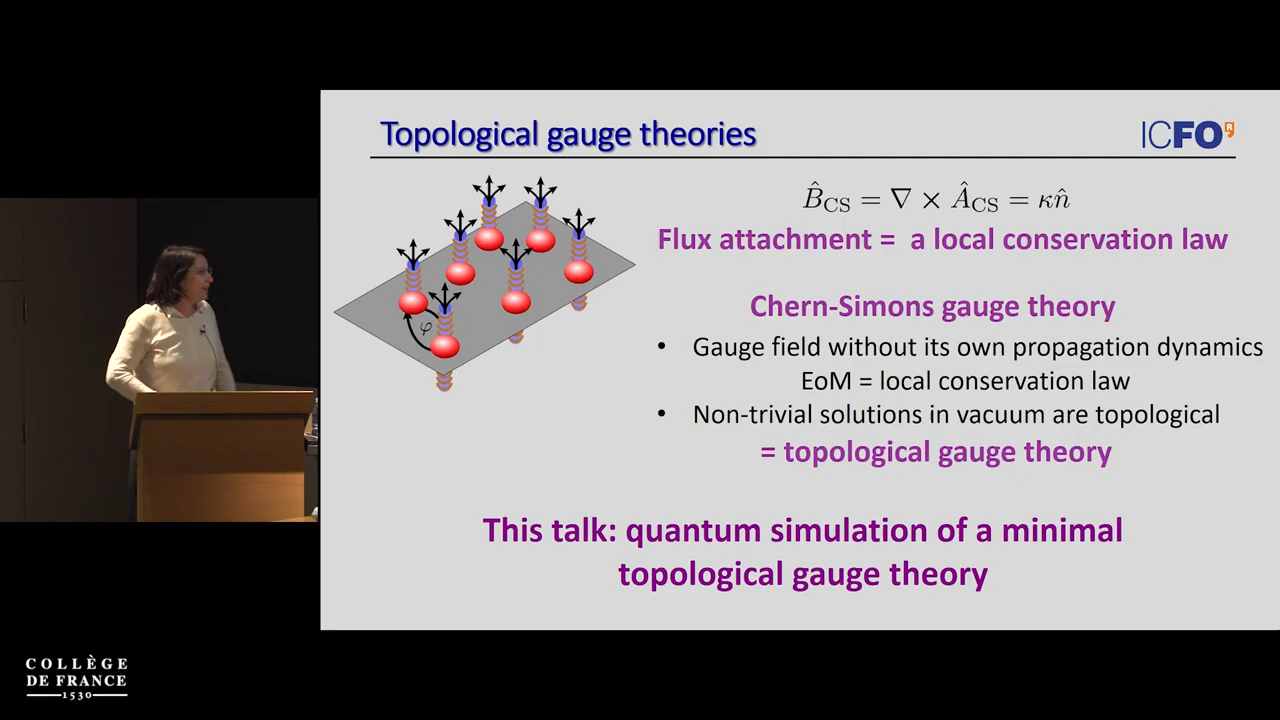 Topological gauge theories
ICFO R
B̂_CS = ∇ × Â_CS = κn̂
Flux attachment = a local conservation law
Chern-Simons gauge theory
• Gauge field without its own propagation dynamics
EoM = local conservation law
• Non-trivial solutions in vacuum are topological
= topological gauge theory
φ
This talk: quantum simulation of a minimal
topological gauge theory
COLLÈGE
DE FRANCE
1530